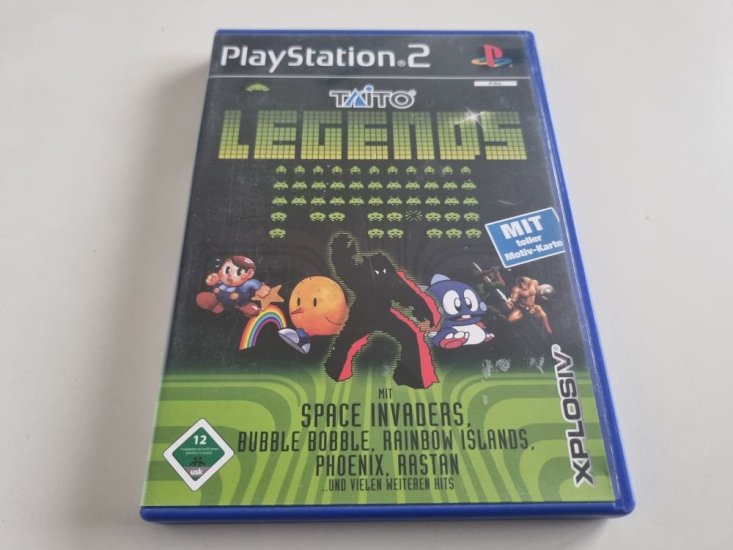 PlayStation®2
PAL
TAITO®
LEGENDS
MIT
toller
Motiv-Karte
MIT
SPACE INVADERS,
BUBBLE BOBBLE, RAINBOW ISLANDS,
PHOENIX, RASTAN
...UND VIELEN WEITEREN HITS
XPLOSIV®
12
usk